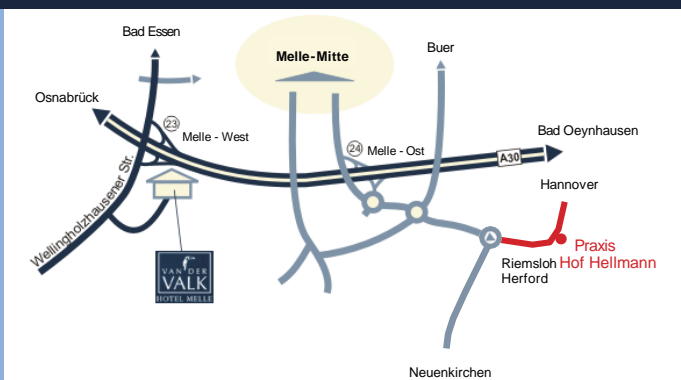 Bad Essen
Melle-Mitte
Buer
Osnabrück
23
Melle - West
24
Melle - Ost
A30
Bad Oeynhausen
Hannover
Wellingholzhausener Str.
VAN DER
VALK
HOTEL MELLE
Praxis
Riemsloh Hof Hellmann
Herford
Neuenkirchen